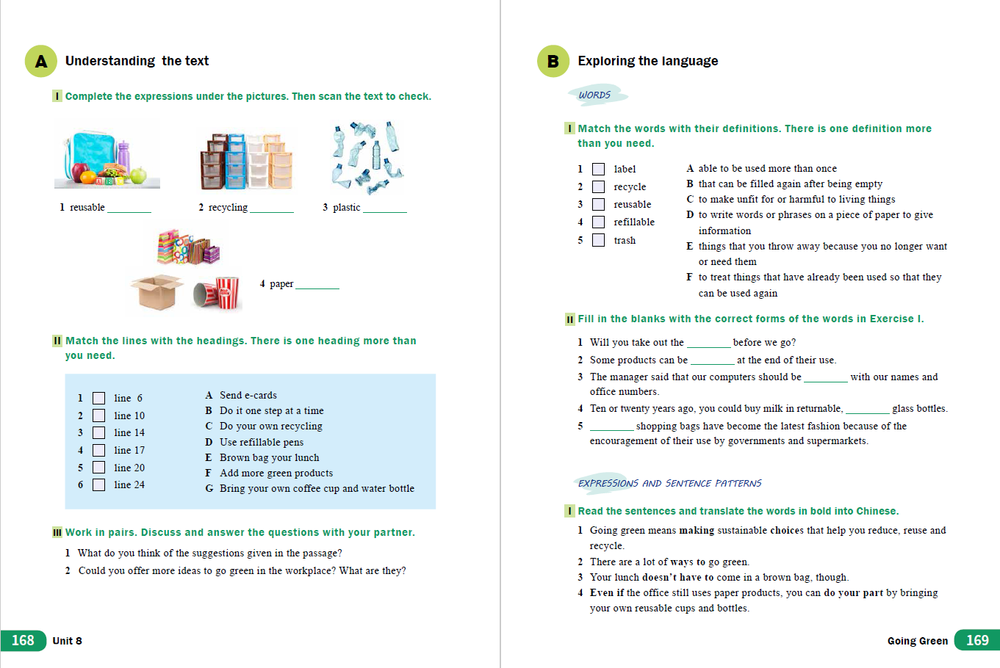 A Understanding the text
I Complete the expressions under the pictures. Then scan the text to check.
1 reusable ________
2 recycling ________
3 plastic ________
4 paper ________
II Match the lines with the headings. There is one heading more than
you need.
1 line 6
2 line 10
3 line 14
4 line 17
5 line 20
6 line 24
A Send e-cards
B Do it one step at a time
C Do your own recycling
D Use refillable pens
E Brown bag your lunch
F Add more green products
G Bring your own coffee cup and water bottle
III Work in pairs. Discuss and answer the questions with your partner.
1 What do you think of the suggestions given in the passage?
2 Could you offer more ideas to go green in the workplace? What are they?
168 Unit 8
B Exploring the language
WORDS
I Match the words with their definitions. There is one definition more
than you need.
1 label
2 recycle
3 reusable
4 refillable
5 trash
A able to be used more than once
B that can be filled again after being empty
C to make unfit for or harmful to living things
D to write words or phrases on a piece of paper to give
information
E things that you throw away because you no longer want
or need them
F to treat things that have already been used so that they
can be used again
II Fill in the blanks with the correct forms of the words in Exercise I.
1 Will you take out the ________ before we go?
2 Some products can be ________ at the end of their use.
3 The manager said that our computers should be ________ with our names and
office numbers.
4 Ten or twenty years ago, you could buy milk in returnable, ________ glass bottles.
5 ________ shopping bags have become the latest fashion because of the
encouragement of their use by governments and supermarkets.
EXPRESSIONS AND SENTENCE PATTERNS
I Read the sentences and translate the words in bold into Chinese.
1 Going green means making sustainable choices that help you reduce, reuse and
recycle.
2 There are a lot of ways to go green.
3 Your lunch doesn't have to come in a brown bag, though.
4 Even if the office still uses paper products, you can do your part by bringing
your own reusable cups and bottles.
Going Green 169